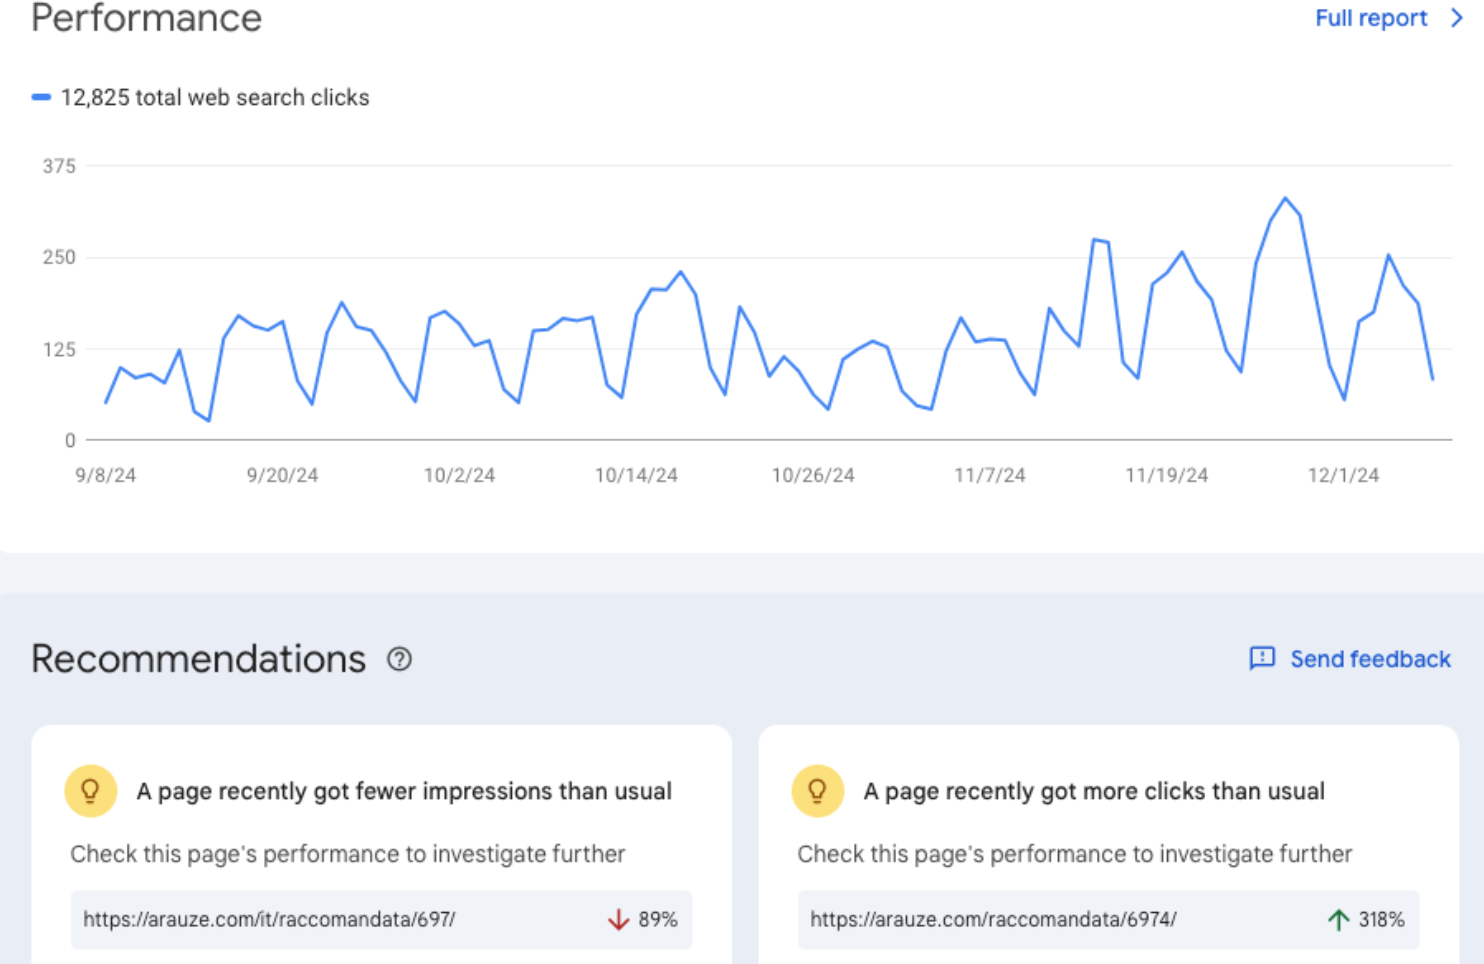 Performance
Full report
12,825 total web search clicks
375
250
125
0
9/8/24 9/20/24 10/2/24 10/14/24 10/26/24 11/7/24 11/19/24 12/1/24
Recommendations
Send feedback
A page recently got fewer impressions than usual
Check this page's performance to investigate further
https://arauze.com/it/raccomandata/697/ 89%
A page recently got more clicks than usual
Check this page's performance to investigate further
https://arauze.com/raccomandata/6974/ 318%